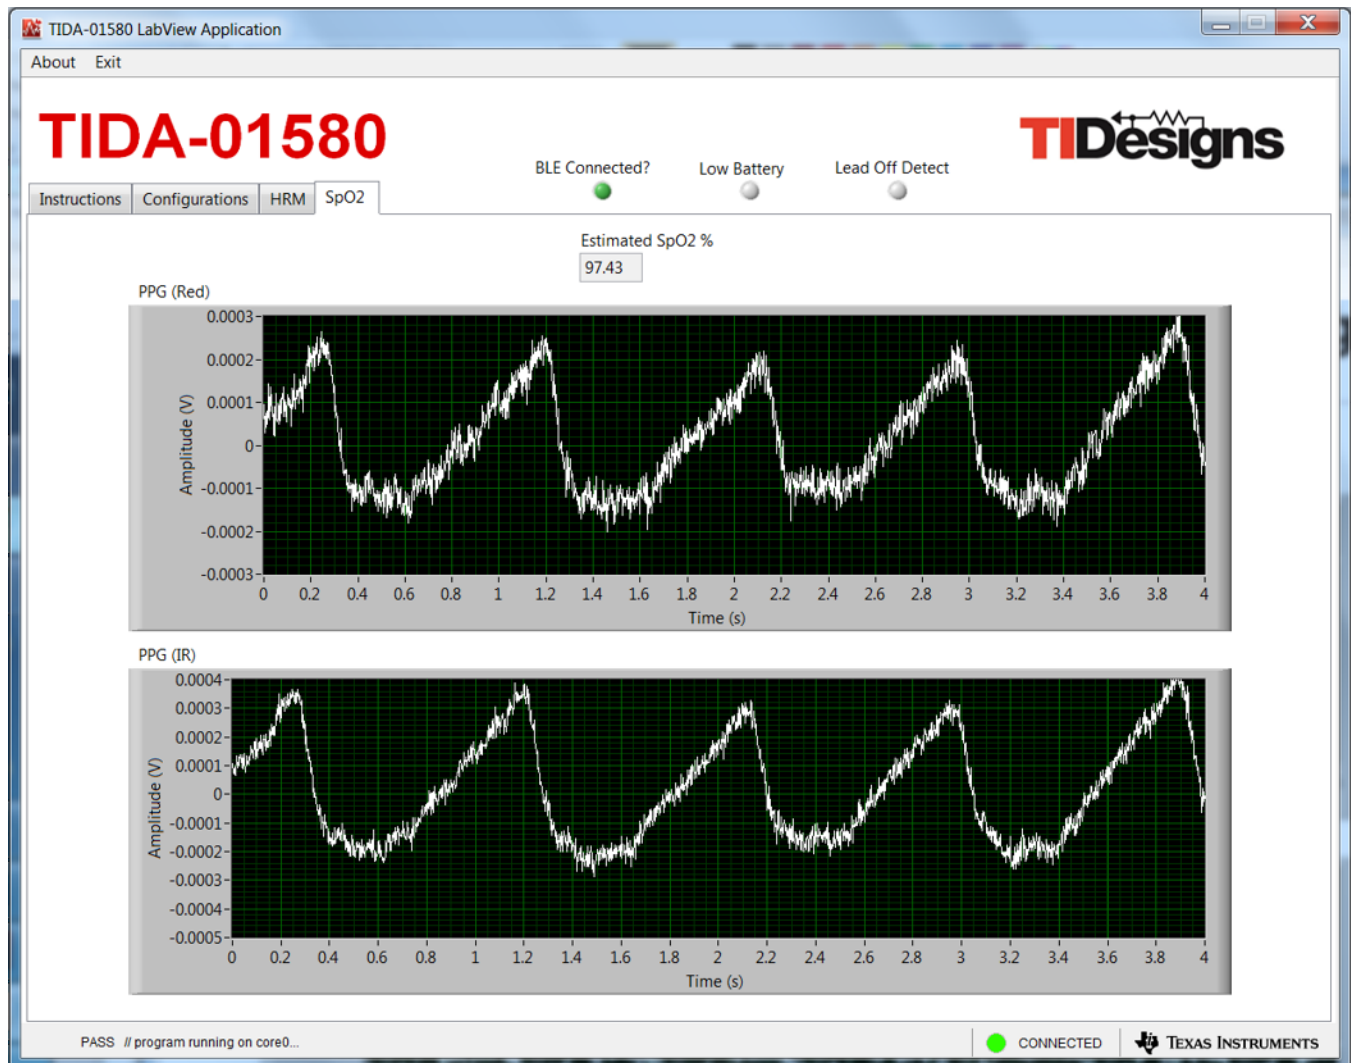 TIDA-01580 LabView Application
About Exit
TIDA-01580
TIDesigns
BLE Connected? Low Battery Lead Off Detect
Instructions Configurations HRM SpO2
Estimated SpO2 %
97.43
PPG (Red)
0.0003
0.0002
0.0001
0
-0.0001
-0.0002
-0.0003
Amplitude (V)
0 0.2 0.4 0.6 0.8 1 1.2 1.4 1.6 1.8 2 2.2 2.4 2.6 2.8 3 3.2 3.4 3.6 3.8 4
Time (s)
PPG (IR)
0.0004
0.0003
0.0002
0.0001
0
-0.0001
-0.0002
-0.0003
-0.0004
-0.0005
Amplitude (V)
0 0.2 0.4 0.6 0.8 1 1.2 1.4 1.6 1.8 2 2.2 2.4 2.6 2.8 3 3.2 3.4 3.6 3.8 4
Time (s)
PASS // program running on core0... CONNECTED TEXAS INSTRUMENTS